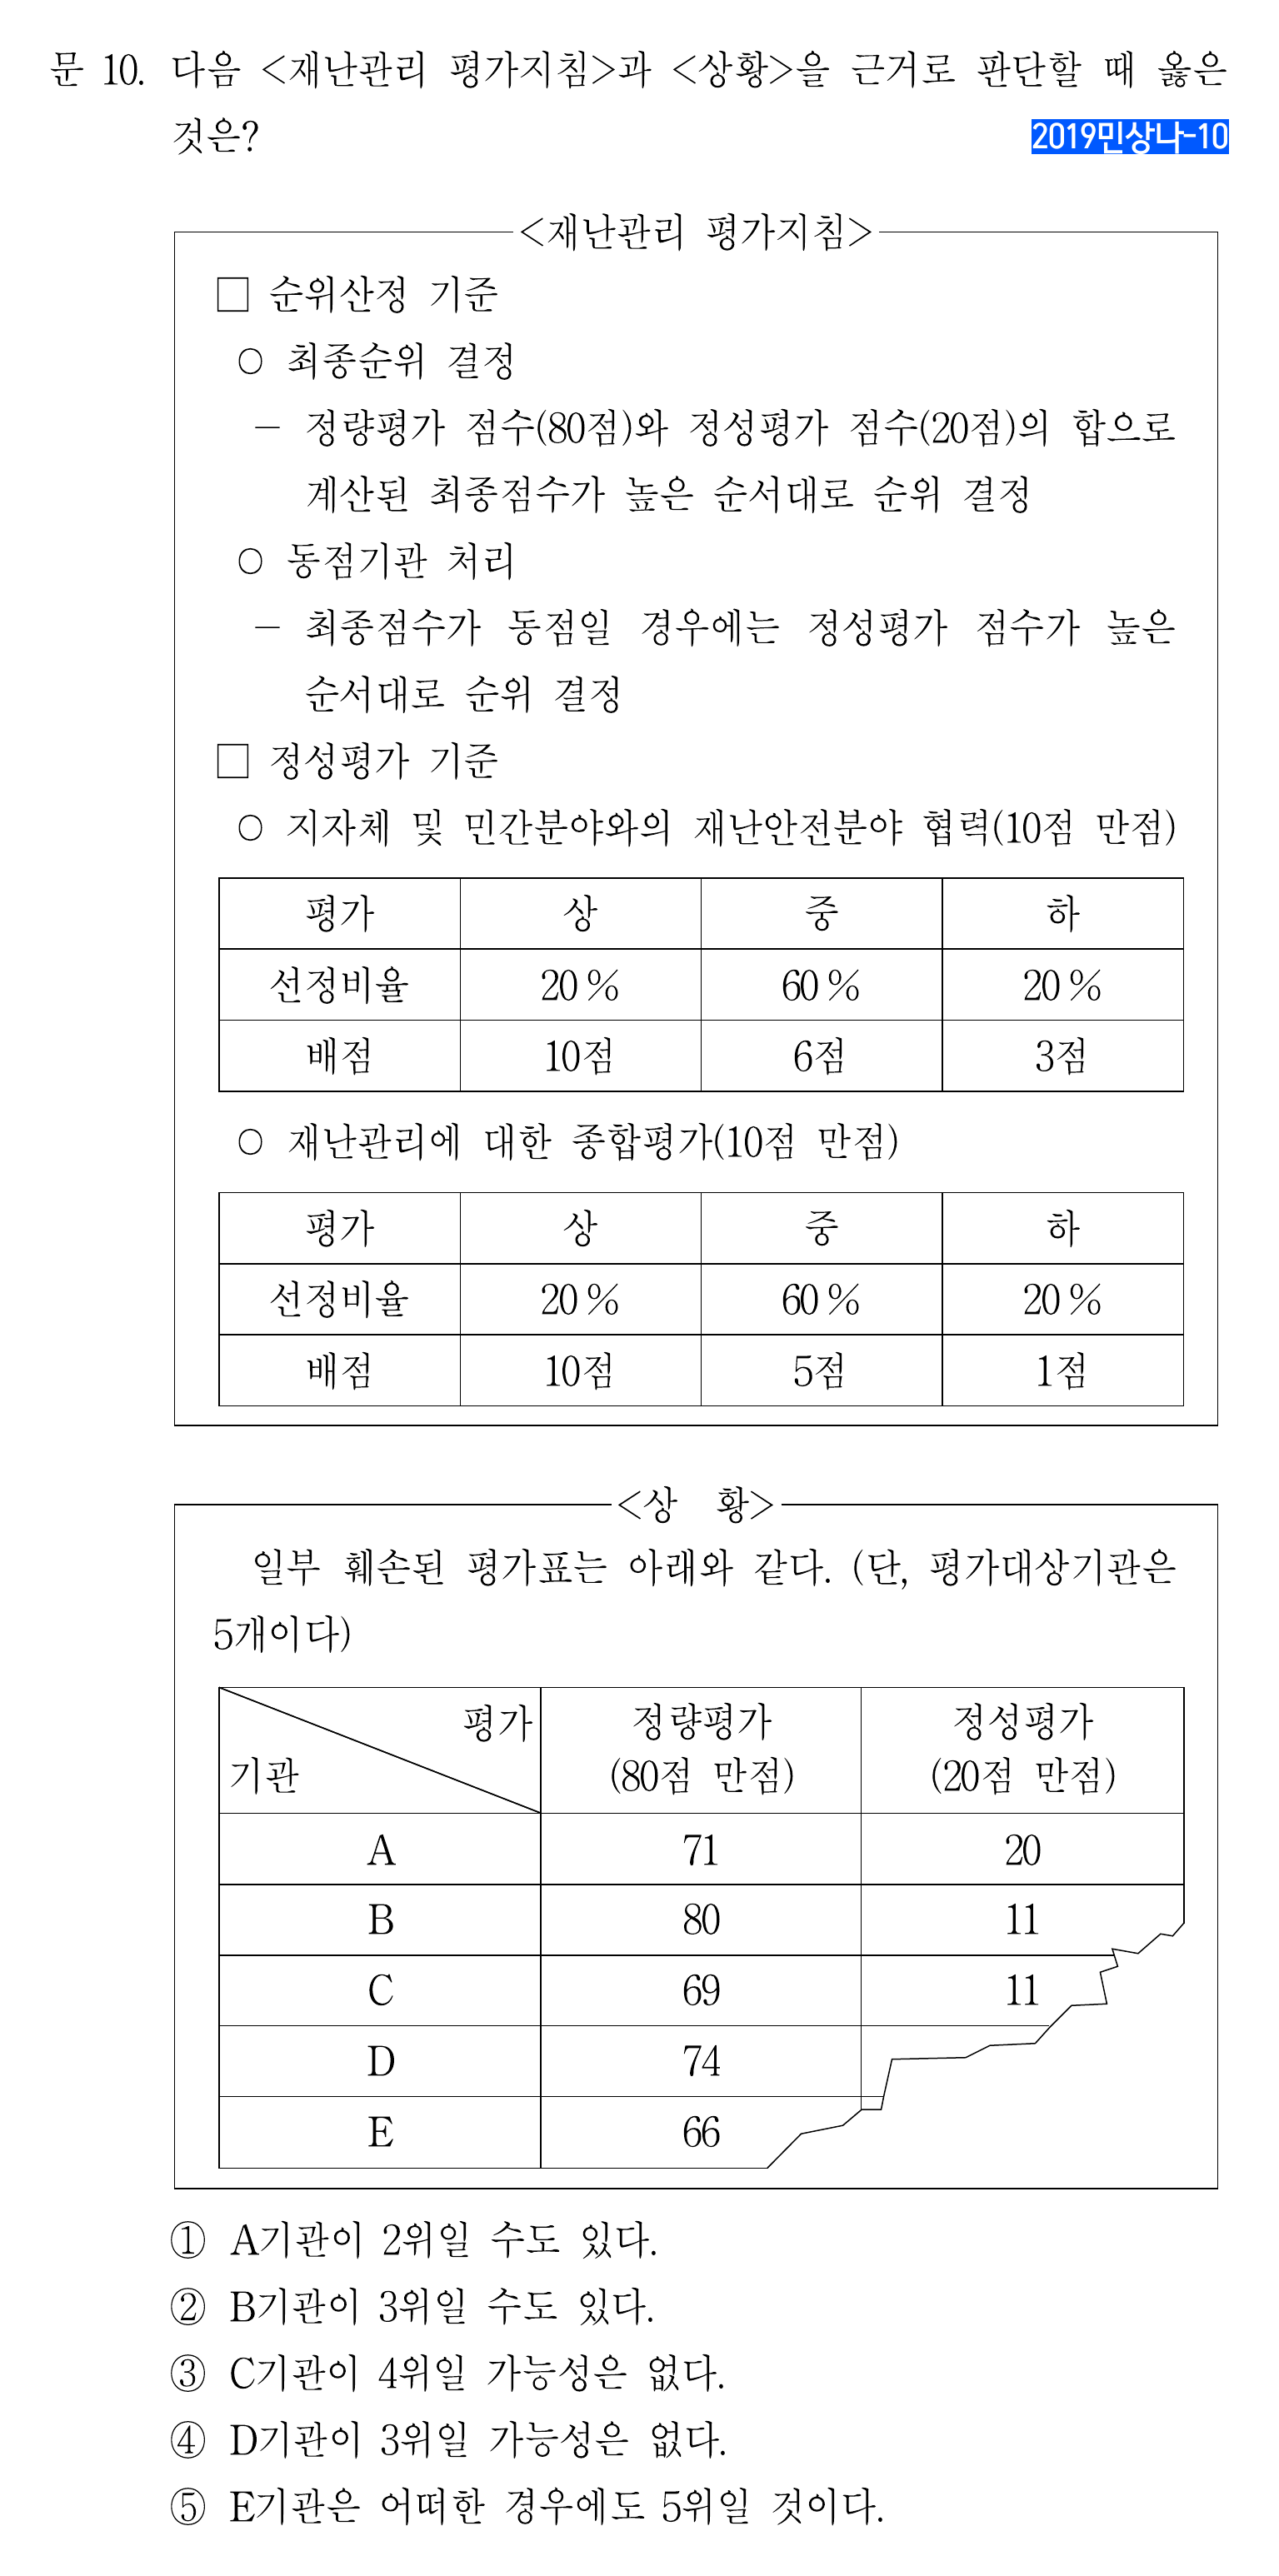 문 10. 다음 <재난관리 평가지침>과 <상황>을 근거로 판단할 때 옳은
것은?
2019민상나-10
<재난관리 평가지침>
□ 순위산정 기준
○ 최종순위 결정
－ 정량평가 점수(80점)와 정성평가 점수(20점)의 합으로
계산된 최종점수가 높은 순서대로 순위 결정
○ 동점기관 처리
－ 최종점수가 동점일 경우에는 정성평가 점수가 높은
순서대로 순위 결정
□ 정성평가 기준
○ 지자체 및 민간분야와의 재난안전분야 협력(10점 만점)
평가 상 중 하
선정비율 20% 60% 20%
배점 10점 6점 3점
○ 재난관리에 대한 종합평가(10점 만점)
평가 상 중 하
선정비율 20% 60% 20%
배점 10점 5점 1점
<상 황>
일부 훼손된 평가표는 아래와 같다. (단, 평가대상기관은
5개이다)
평가 정량평가 정성평가
기관 (80점 만점) (20점 만점)
A 71 20
B 80 11
C 69 11
D 74
E 66
① A기관이 2위일 수도 있다.
② B기관이 3위일 수도 있다.
③ C기관이 4위일 가능성은 없다.
④ D기관이 3위일 가능성은 없다.
⑤ E기관은 어떠한 경우에도 5위일 것이다.